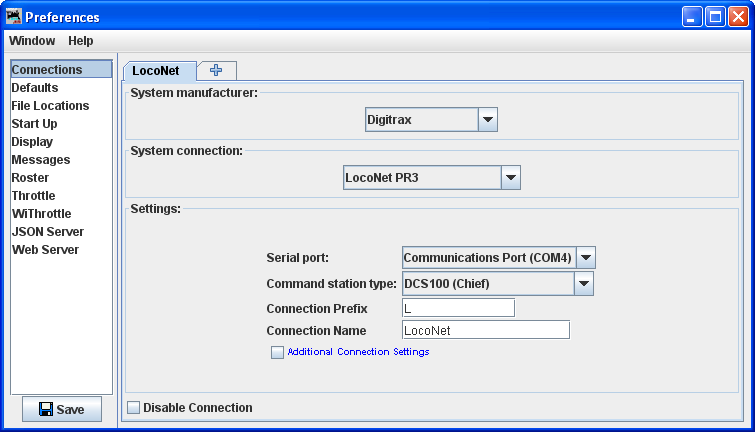 Preferences
Window Help
Connections
Defaults
File Locations
Start Up
Display
Messages
Roster
Throttle
WiThrottle
JSON Server
Web Server
Save
LocoNet
System manufacturer:
Digitrax
System connection:
LocoNet PR3
Settings:
Serial port: Communications Port (COM4)
Command station type: DCS100 (Chief)
Connection Prefix L
Connection Name LocoNet
Additional Connection Settings
Disable Connection